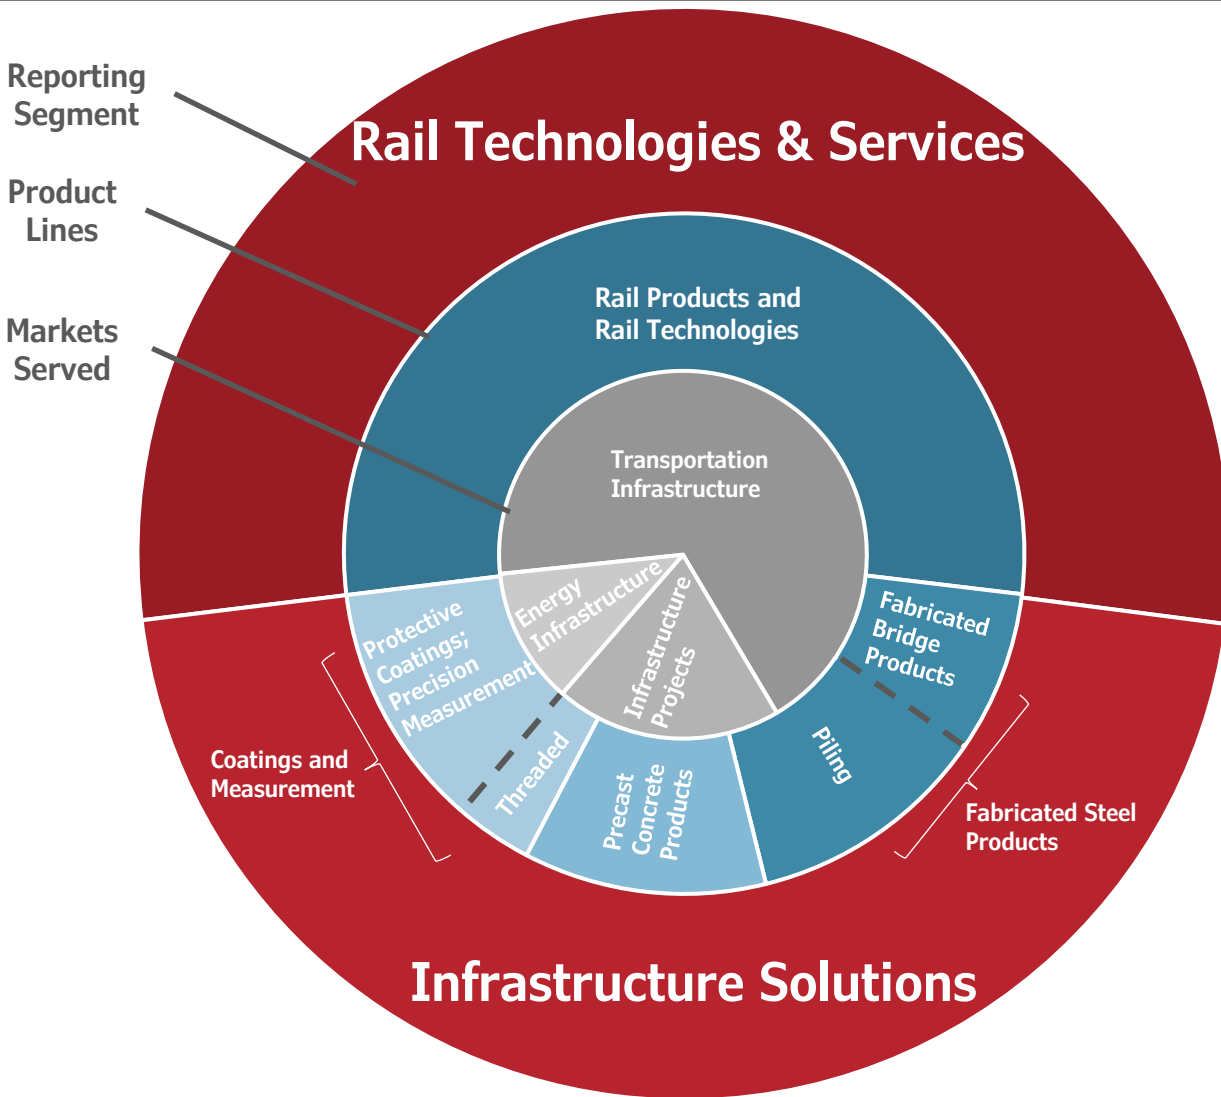 Reporting
Segment
Rail Technologies & Services
Product
Lines
Rail Products and
Rail Technologies
Markets
Served
Transportation
Infrastructure
Energy
Infrastructure
Infrastructure
Projects
Fabricated
Bridge
Products
Protective
Coatings;
Precision
Measurement
Threaded
Precast
Concrete
Products
Piling
Coatings and
Measurement
Fabricated Steel
Products
Infrastructure Solutions